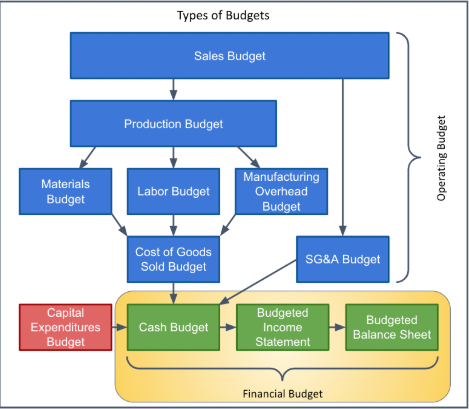 Types of Budgets
Sales Budget
Production Budget
Materials
Budget
Labor Budget
Manufacturing
Overhead
Budget
Cost of Goods
Sold Budget
SG&A Budget
Operating Budget
Capital
Expenditures
Budget
Cash Budget
Budgeted
Income
Statement
Budgeted
Balance Sheet
Financial Budget